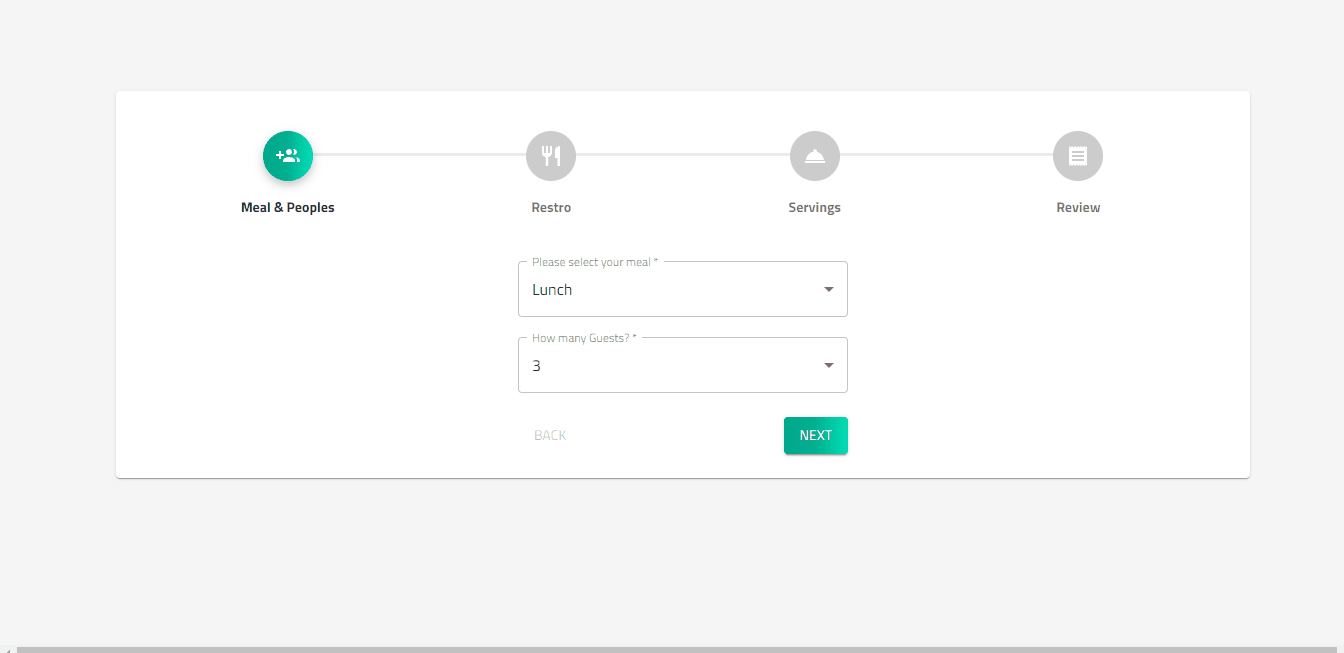 Meal & Peoples
Restro
Servings
Review
Please select your meal *
Lunch
How many Guests? *
3
BACK
NEXT